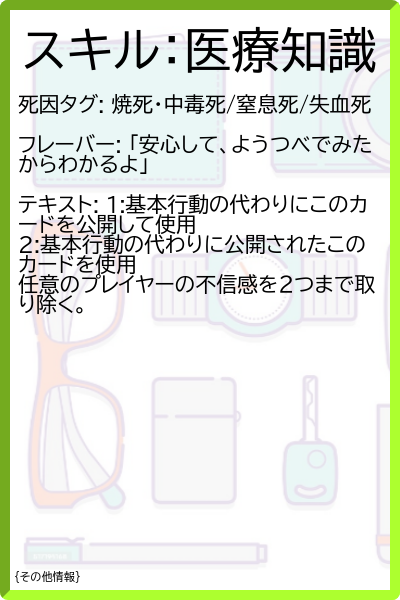 スキル：医療知識
死因タグ: 焼死・中毒死/窒息死/失血死
フレーバー: 「安心して、ようつべでみた
からわかるよ」
テキスト: 1:基本行動の代わりにこのカ
ードを公開して使用
2:基本行動の代わりに公開されたこの
カードを使用
任意のプレイヤーの不信感を2つまで取
り除く。
{その他情報}